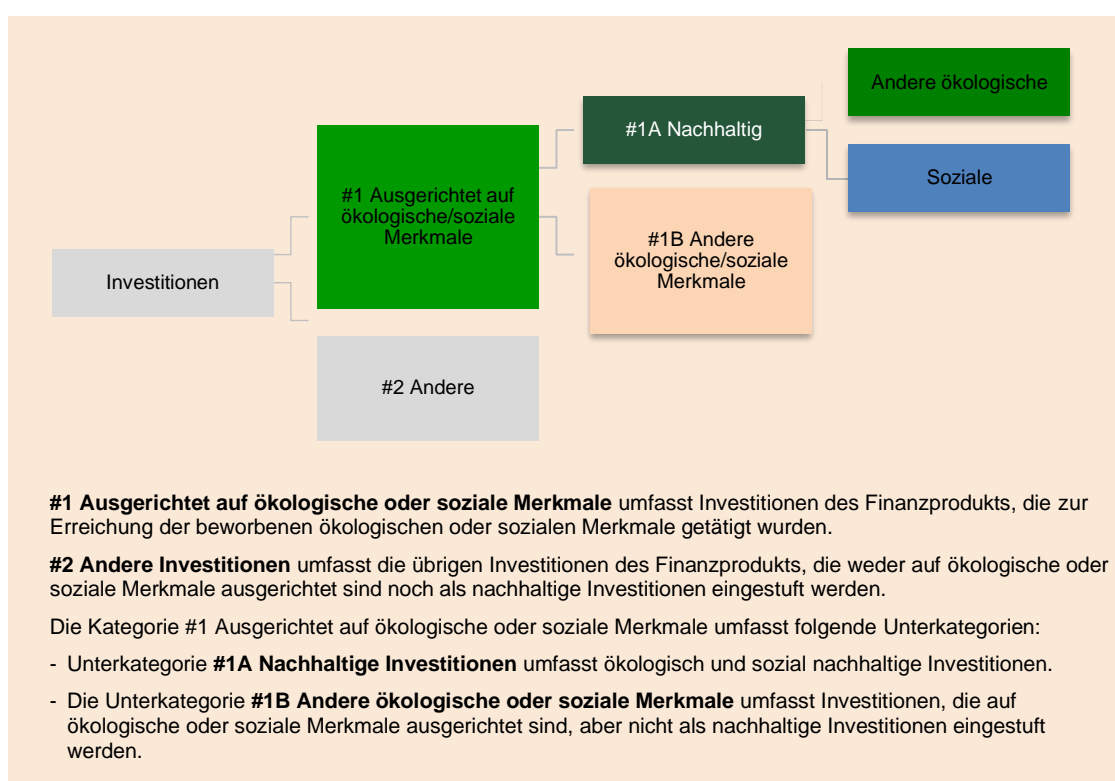 Andere ökologische
#1A Nachhaltig
Soziale
#1 Ausgerichtet auf
ökologische/soziale
Merkmale
#1B Andere
ökologische/soziale
Merkmale
Investitionen
#2 Andere
#1 Ausgerichtet auf ökologische oder soziale Merkmale umfasst Investitionen des Finanzprodukts, die zur
Erreichung der beworbenen ökologischen oder sozialen Merkmale getätigt wurden.
#2 Andere Investitionen umfasst die übrigen Investitionen des Finanzprodukts, die weder auf ökologische oder
soziale Merkmale ausgerichtet sind noch als nachhaltige Investitionen eingestuft werden.
Die Kategorie #1 Ausgerichtet auf ökologische oder soziale Merkmale umfasst folgende Unterkategorien:
- Unterkategorie #1A Nachhaltige Investitionen umfasst ökologisch und sozial nachhaltige Investitionen.
- Die Unterkategorie #1B Andere ökologische oder soziale Merkmale umfasst Investitionen, die auf
ökologische oder soziale Merkmale ausgerichtet sind, aber nicht als nachhaltige Investitionen eingestuft
werden.